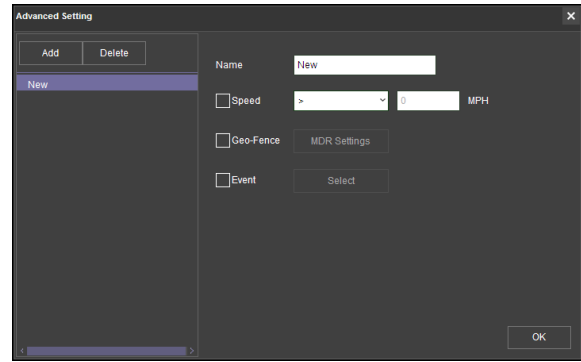 Advanced Setting
Add Delete
New
Name New
Speed > 0 MPH
Geo-Fence MDR Settings
Event Select
OK